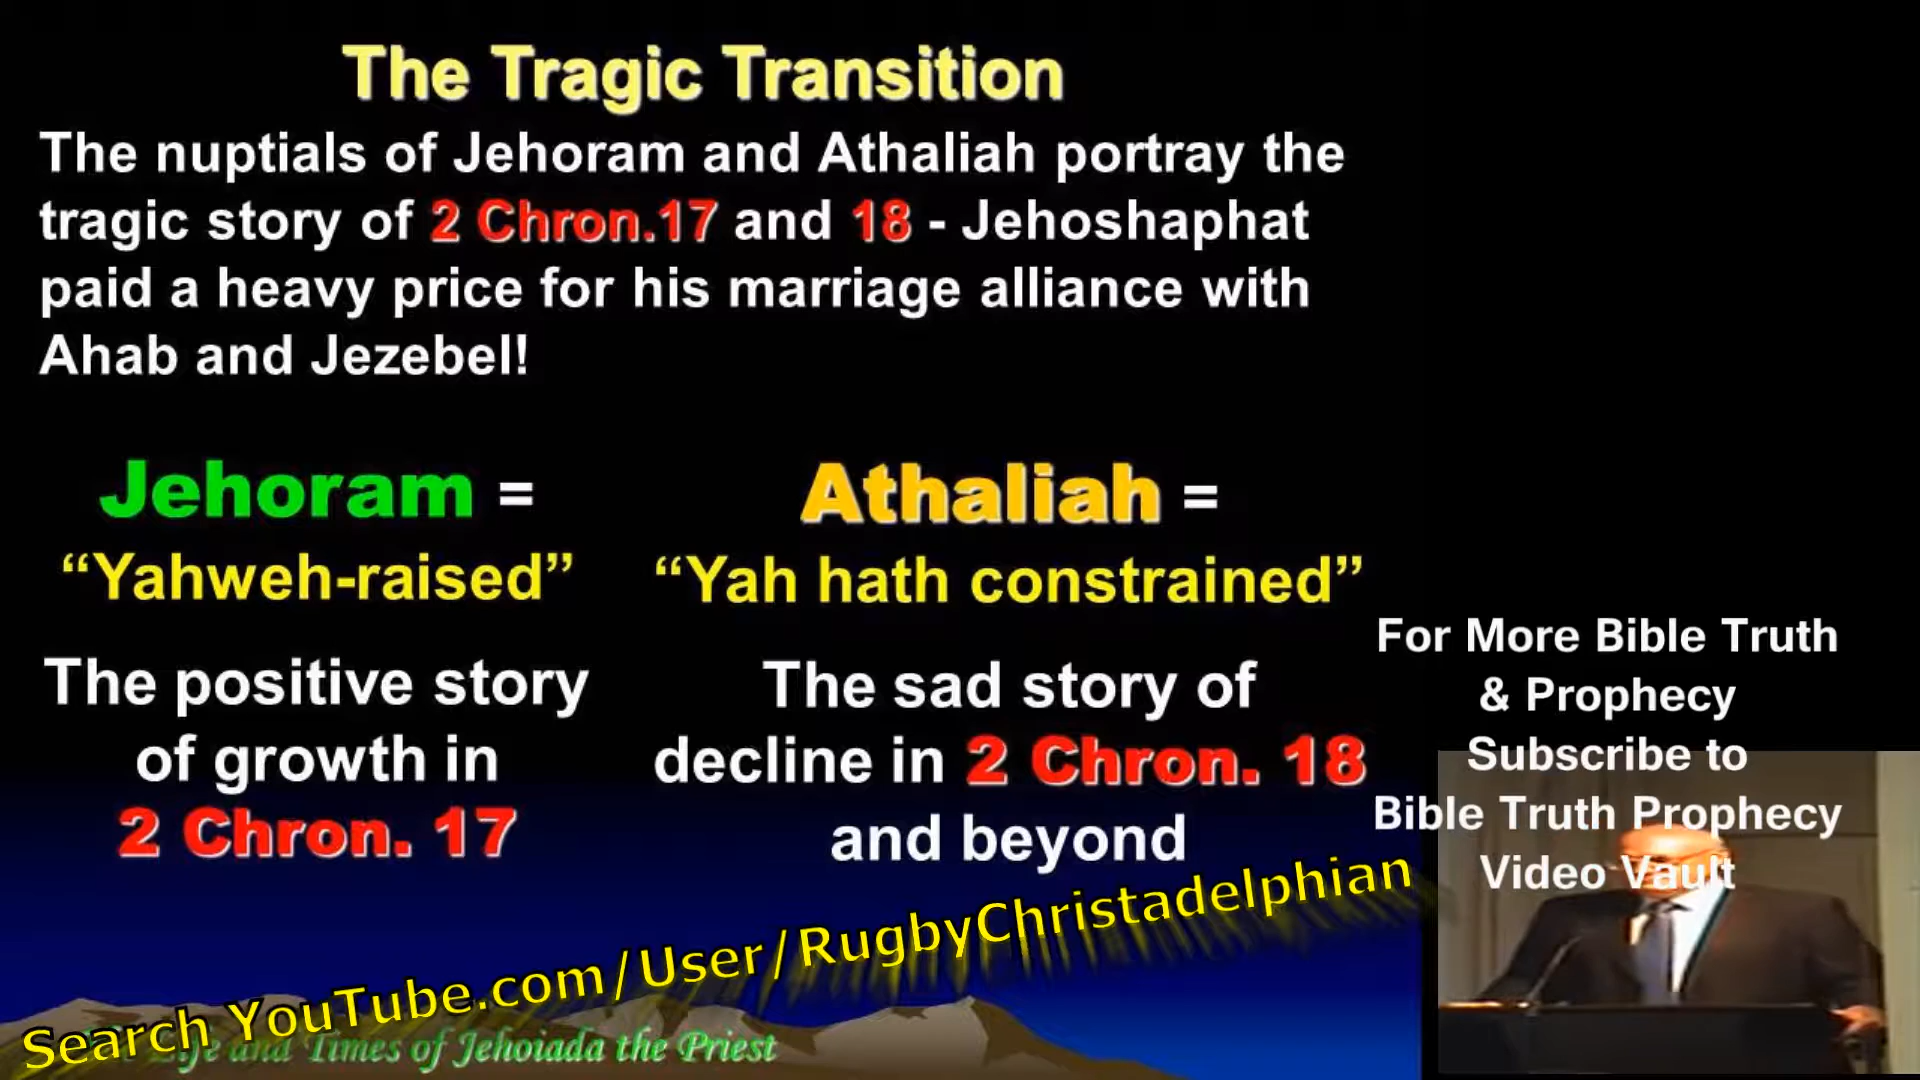 The Tragic Transition
The nuptials of Jehoram and Athaliah portray the
tragic story of 2 Chron.17 and 18 - Jehoshaphat
paid a heavy price for his marriage alliance with
Ahab and Jezebel!
Jehoram =
“Yahweh-raised”
The positive story
of growth in
2 Chron. 17
Athaliah =
“Yah hath constrained”
The sad story of
decline in 2 Chron. 18
and beyond
For More Bible Truth
& Prophecy
Subscribe to
Bible Truth Prophecy
Video Vault
Search YouTube.com/User/RugbyChristadelphian
Life and Times of Jehoiada the Priest